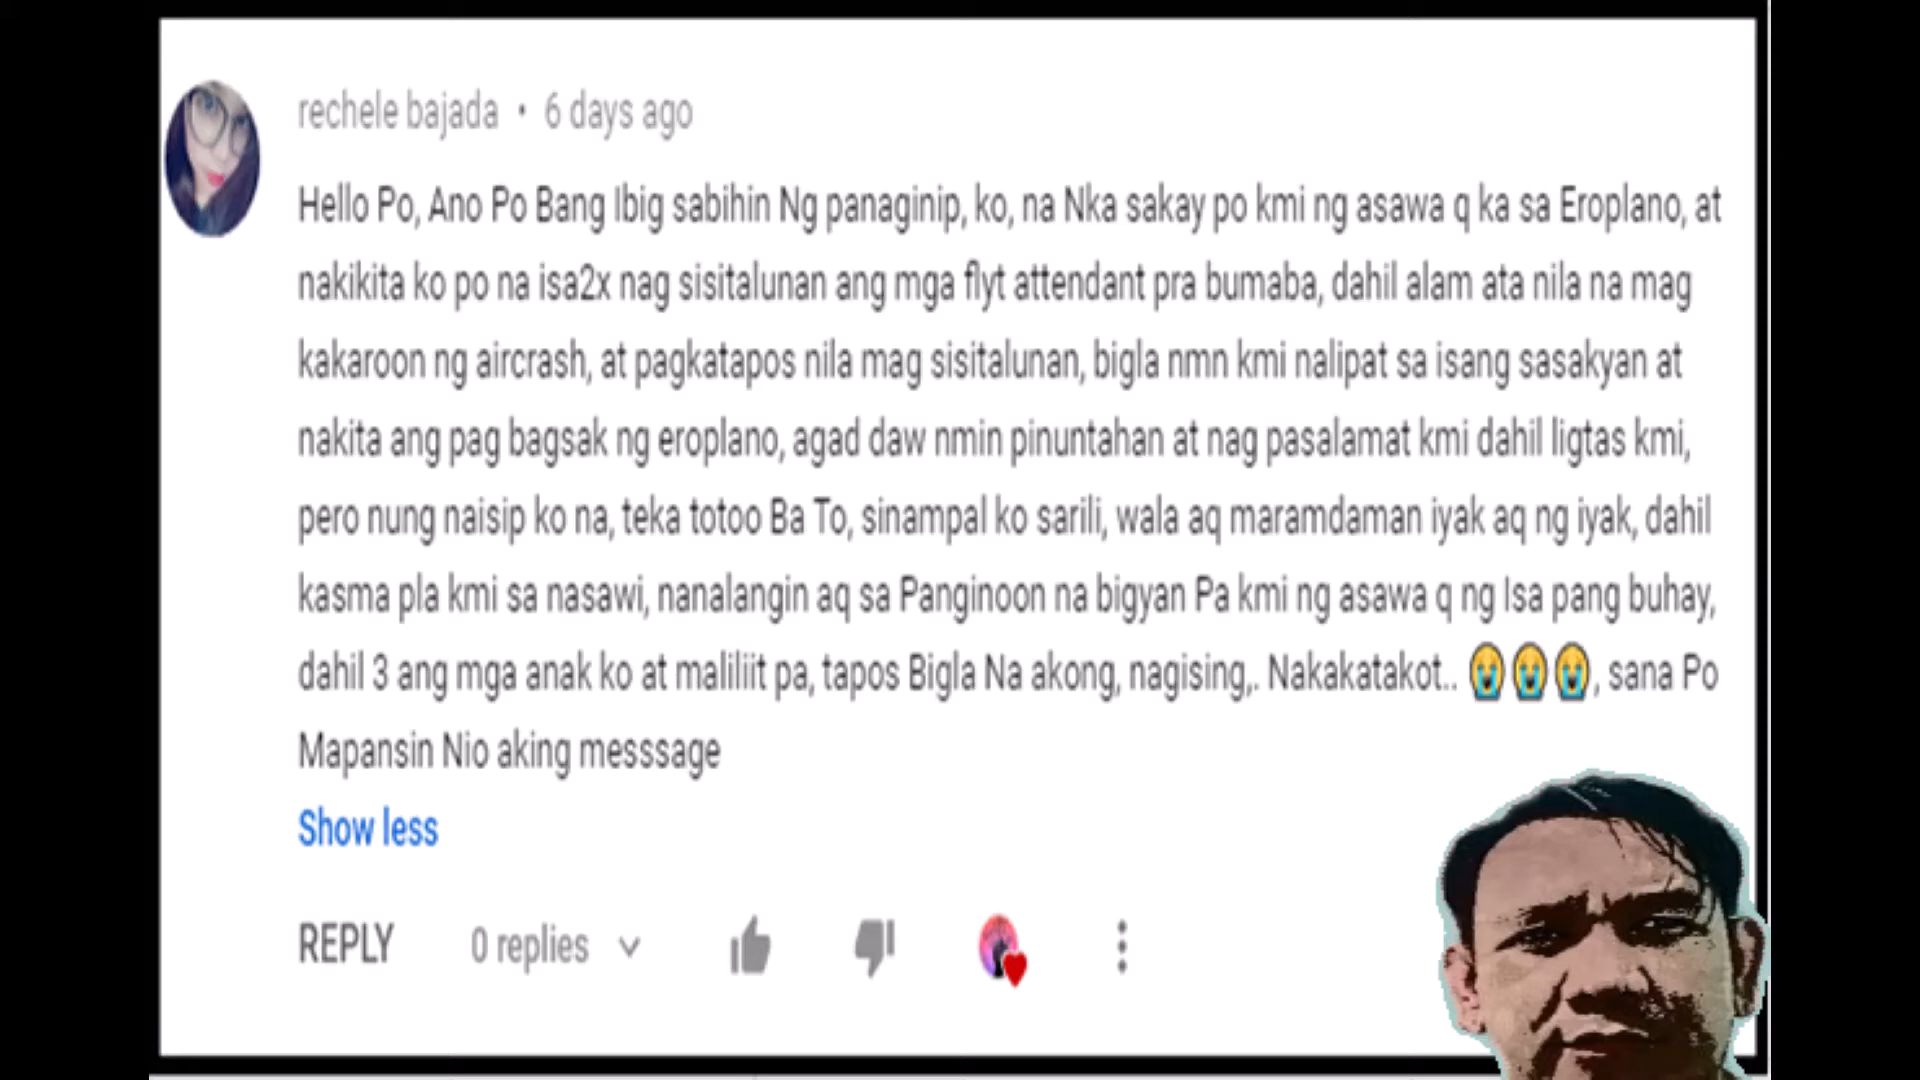 rechele bajada • 6 days ago
Hello Po, Ano Po Bang Ibig sabihin Ng panaginip, ko, na Nka sakay po kmi ng asawa q ka sa Eroplano, at
nakikita ko po na isa2x nag sisitalunan ang mga flyt attendant pra bumaba, dahil alam ata nila na mag
kakaroon ng aircrash, at pagkatapos nila mag sisitalunan, bigla nmn kmi nalipat sa isang sasakyan at
nakita ang pag bagsak ng eroplano, agad daw nmin pinuntahan at nag pasalamat kmi dahil ligtas kmi,
pero nung naisip ko na, teka totoo Ba To, sinampal ko sarili, wala aq maramdaman iyak aq ng iyak, dahil
kasma pla kmi sa nasawi, nanalangin aq sa Panginoon na bigyan Pa kmi ng asawa q ng Isa pang buhay,
dahil 3 ang mga anak ko at maliliit pa, tapos Bigla Na akong, nagising,. Nakakatakot.. 😭😭😭, sana Po
Mapansin Nio aking messsage
Show less
REPLY 0 replies